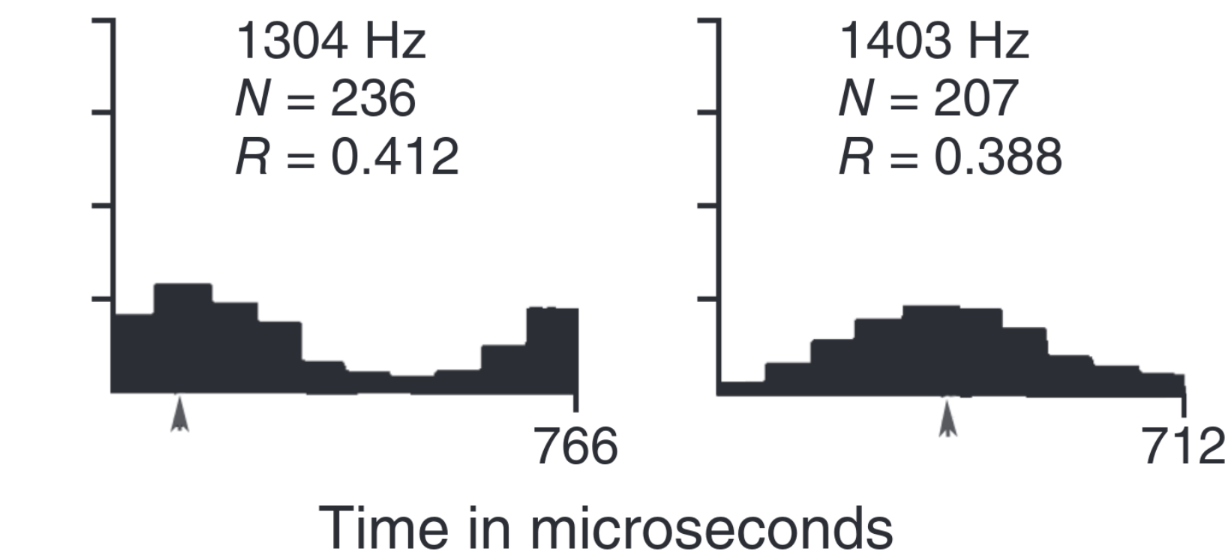 1304 Hz
N = 236
R = 0.412
766
1403 Hz
N = 207
R = 0.388
712
Time in microseconds